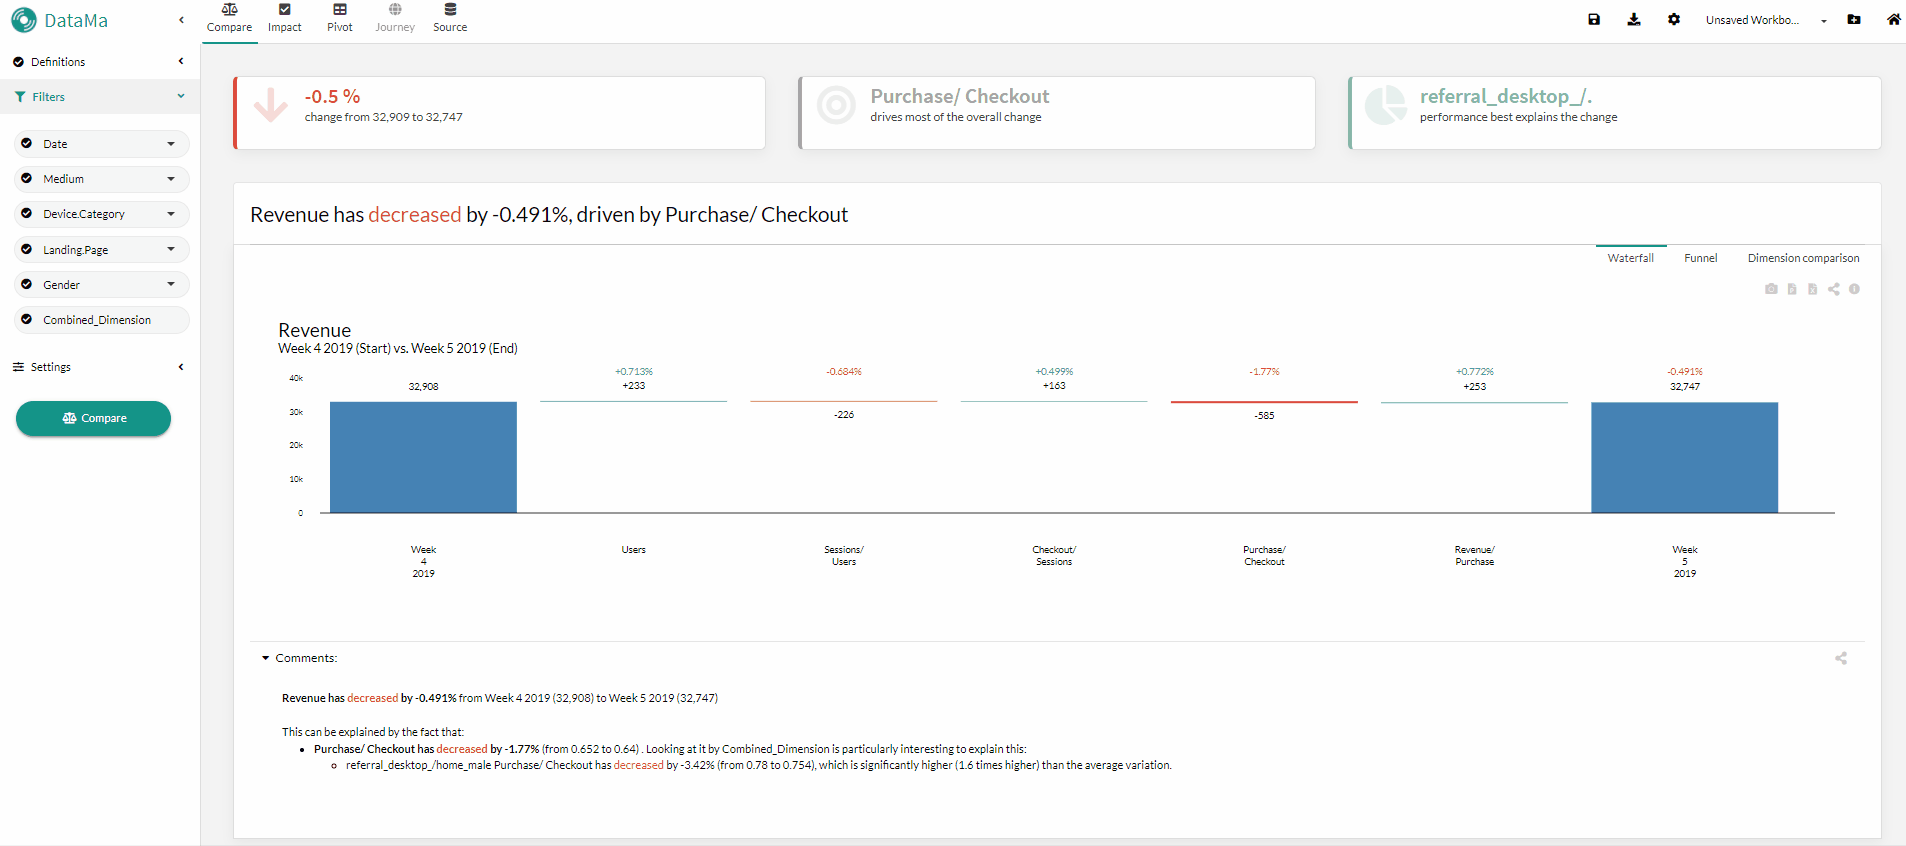 DataMa
Compare
Impact
Pivot
Journey
Source
Unsaved Workbo...
Definitions
Filters
Date
Medium
Device.Category
Landing.Page
Gender
Combined_Dimension
Settings
Compare
-0.5 %
change from 32,909 to 32,747
Purchase/ Checkout
drives most of the overall change
referral_desktop_/.
performance best explains the change
Revenue has decreased by -0.491%, driven by Purchase/ Checkout
Waterfall
Funnel
Dimension comparison
Revenue
Week 4 2019 (Start) vs. Week 5 2019 (End)
40k
30k
20k
10k
0
32,908
+0.713%
+233
-0.684%
-226
+0.499%
+163
-1.77%
-585
+0.772%
+253
-0.491%
32,747
Week
4
2019
Users
Sessions/
Users
Checkout/
Sessions
Purchase/
Checkout
Revenue/
Purchase
Week
5
2019
Comments:
Revenue has decreased by -0.491% from Week 4 2019 (32,908) to Week 5 2019 (32,747)
This can be explained by the fact that:
Purchase/ Checkout has decreased by -1.77% (from 0.652 to 0.64) . Looking at it by Combined_Dimension is particularly interesting to explain this:
referral_desktop_/home_male Purchase/ Checkout has decreased by -3.42% (from 0.78 to 0.754), which is significantly higher (1.6 times higher) than the average variation.